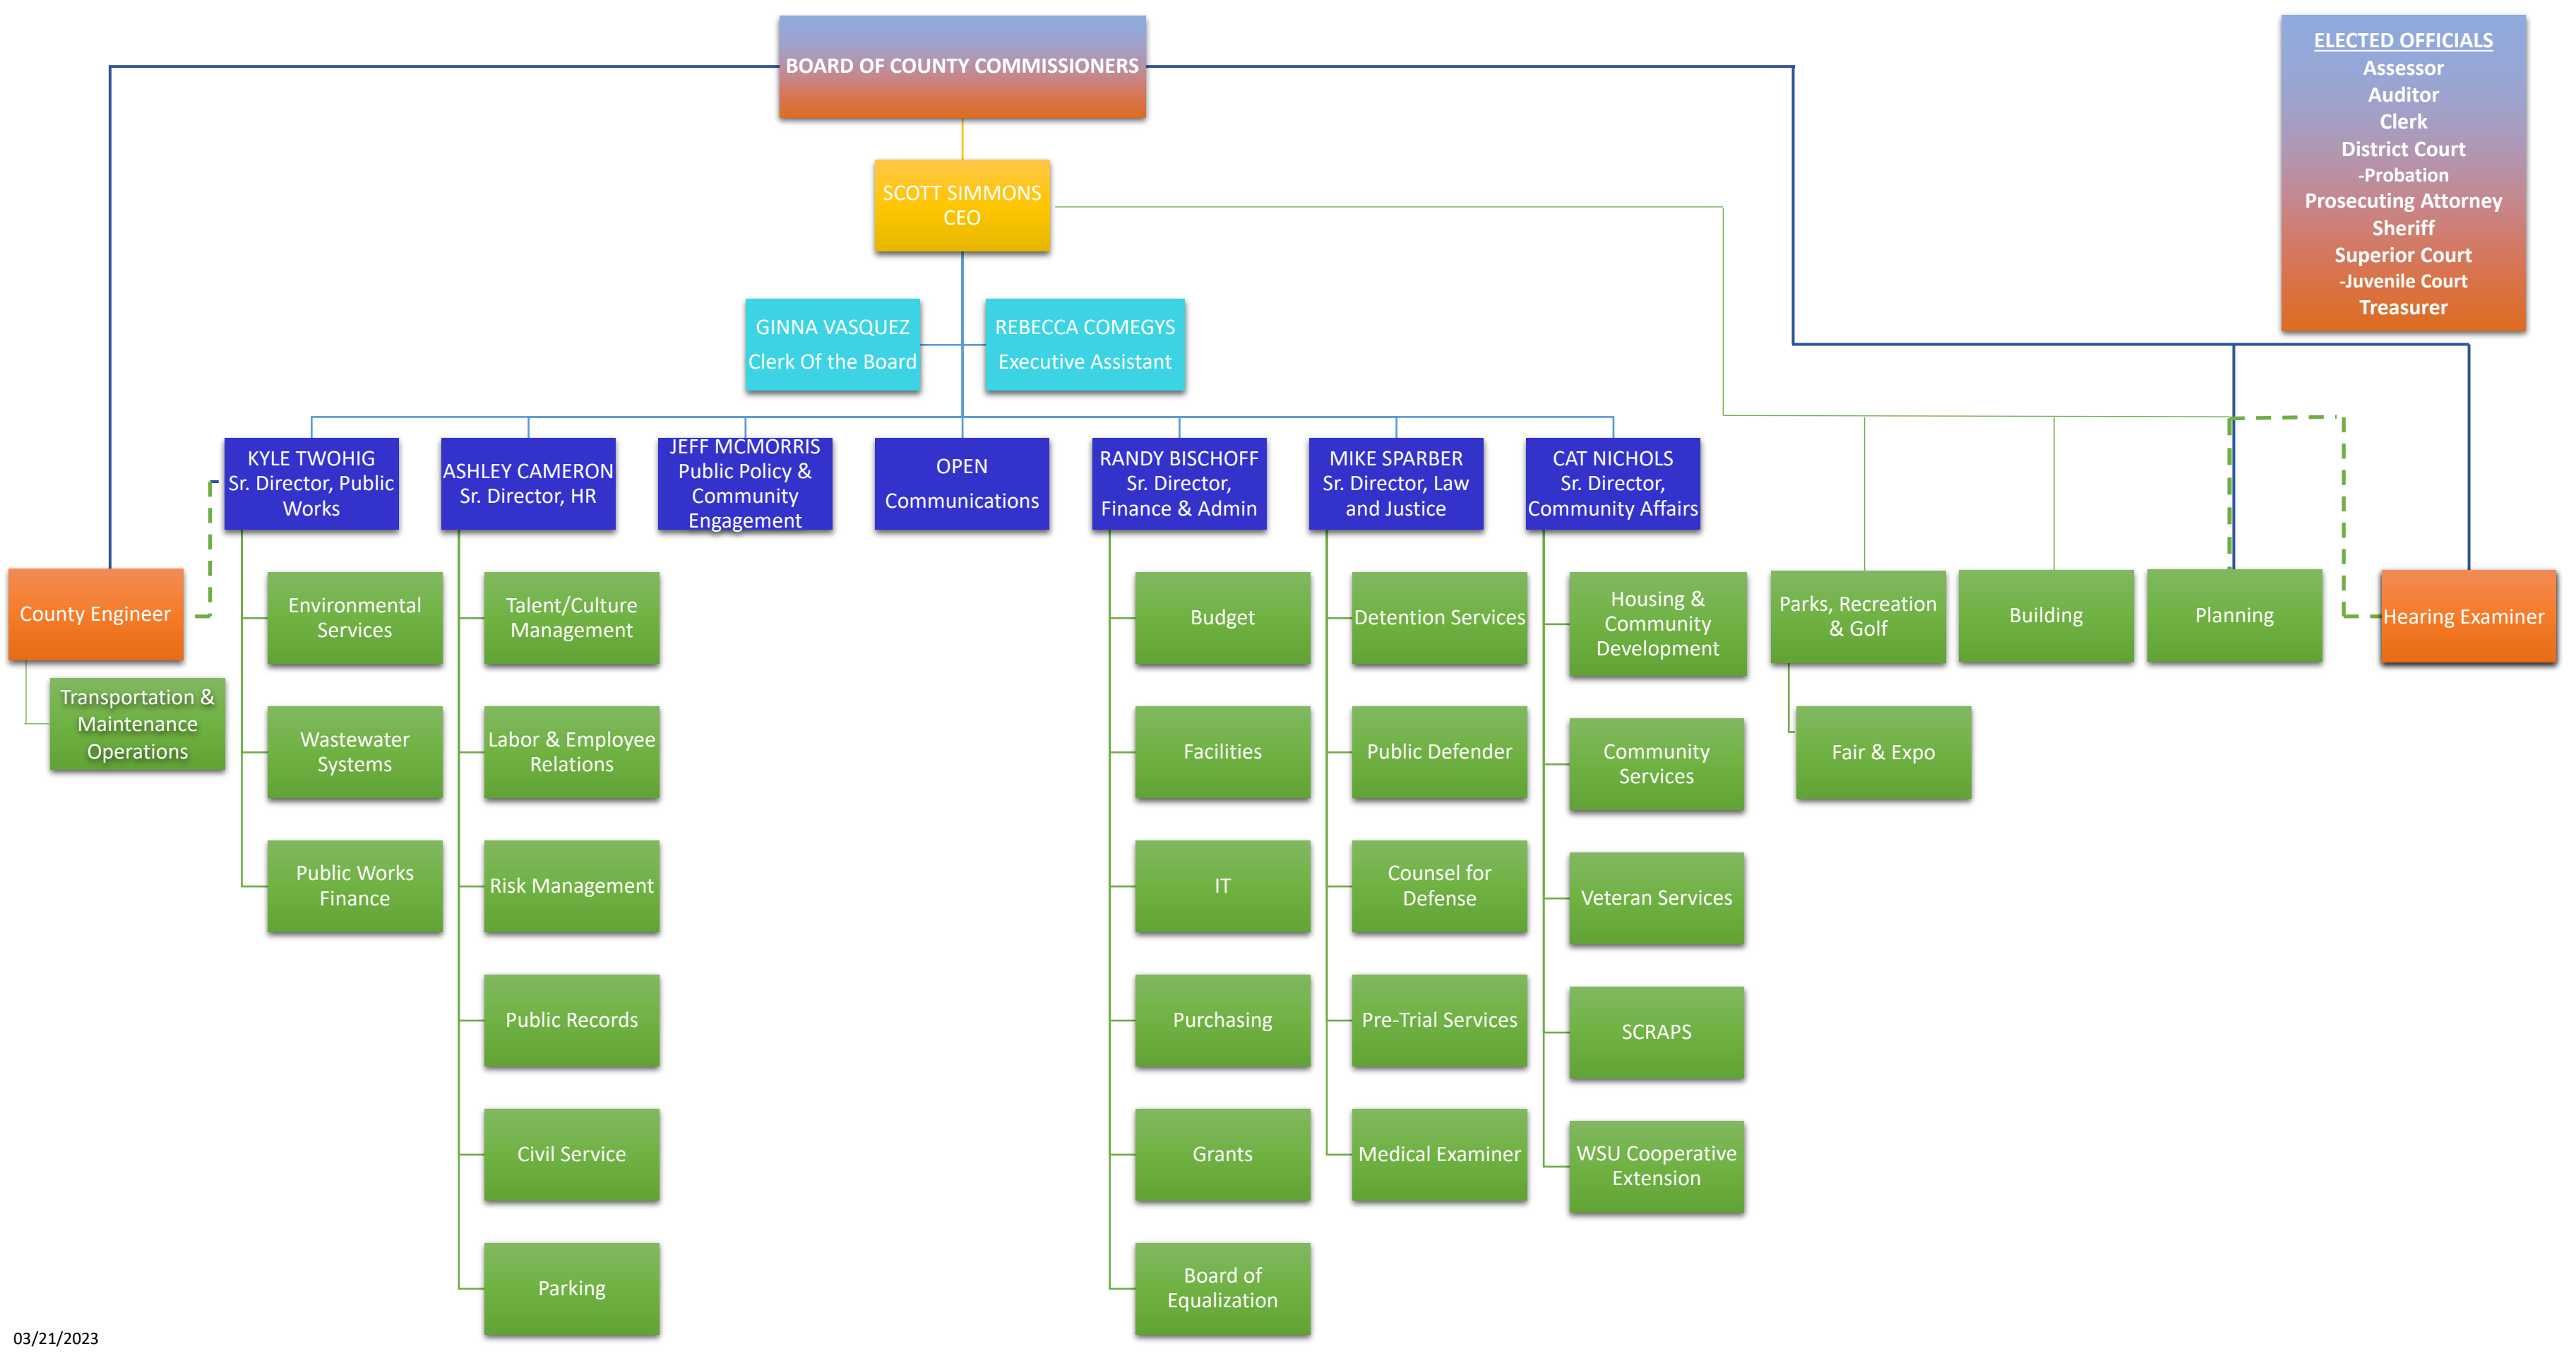 BOARD OF COUNTY COMMISSIONERS
ELECTED OFFICIALS
Assessor
Auditor
Clerk
District Court
-Probation
Prosecuting Attorney
Sheriff
Superior Court
-Juvenile Court
Treasurer
SCOTT SIMMONS
CEO
GINNA VASQUEZ
Clerk Of the Board
REBECCA COMEGYS
Executive Assistant
KYLE TWOHIG
Sr. Director, Public
Works
ASHLEY CAMERON
Sr. Director, HR
JEFF MCMORRIS
Public Policy &
Community
Engagement
OPEN
Communications
RANDY BISCHOFF
Sr. Director,
Finance & Admin
MIKE SPARBER
Sr. Director, Law
and Justice
CAT NICHOLS
Sr. Director,
Community Affairs
County Engineer
Transportation &
Maintenance
Operations
Environmental
Services
Wastewater
Systems
Public Works
Finance
Talent/Culture
Management
Labor & Employee
Relations
Risk Management
Public Records
Civil Service
Parking
Budget
Facilities
IT
Purchasing
Grants
Board of
Equalization
Detention Services
Public Defender
Counsel for
Defense
Pre-Trial Services
Medical Examiner
Housing &
Community
Development
Community
Services
Veteran Services
SCRAPS
WSU Cooperative
Extension
Parks, Recreation
& Golf
Fair & Expo
Building
Planning
Hearing Examiner
03/21/2023